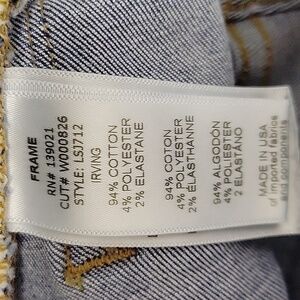 FRAME
RN# 139021
CUT# W000826
STYLE: LSJ712
IRVING
94% COTTON
4% POLYESTER
2% ELASTANE
94% COTON
4% POLYESTER
2% ÉLASTHANNE
94% ALGODÓN
4% POLIÉSTER
2% ELASTANO
MADE IN USA
of imported fabrics
and components